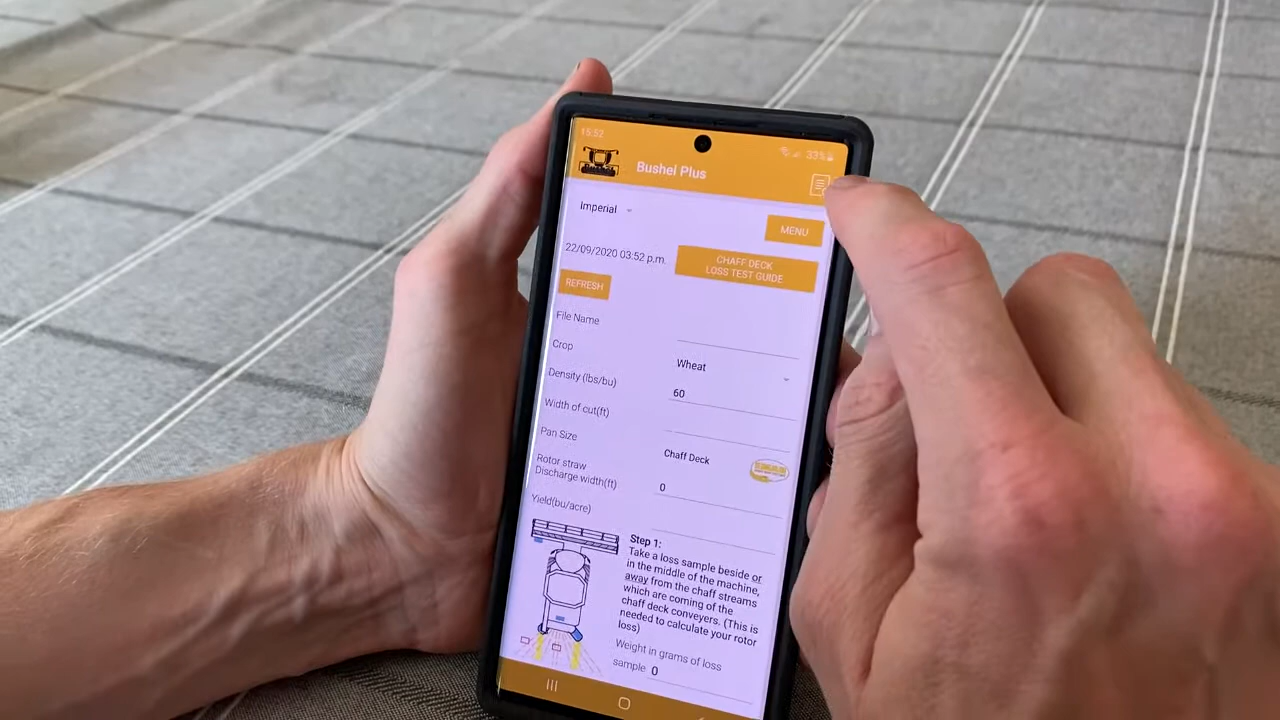 15:52
33%
Bushel Plus
Imperial
MENU
22/09/2020 03:52 p.m.
CHAFF DECK
LOSS TEST GUIDE
REFRESH
File Name
Crop
Wheat
Density (lbs/bu)
60
Width of cut(ft)
Pan Size
Chaff Deck
Rotor straw
Discharge width(ft)
0
Yield(bu/acre)
Step 1:
Take a loss sample beside or
in the middle of the machine,
away from the chaff streams
which are coming of the
chaff deck conveyers. (This is
needed to calculate your rotor
loss)
Weight in grams of loss
sample 0